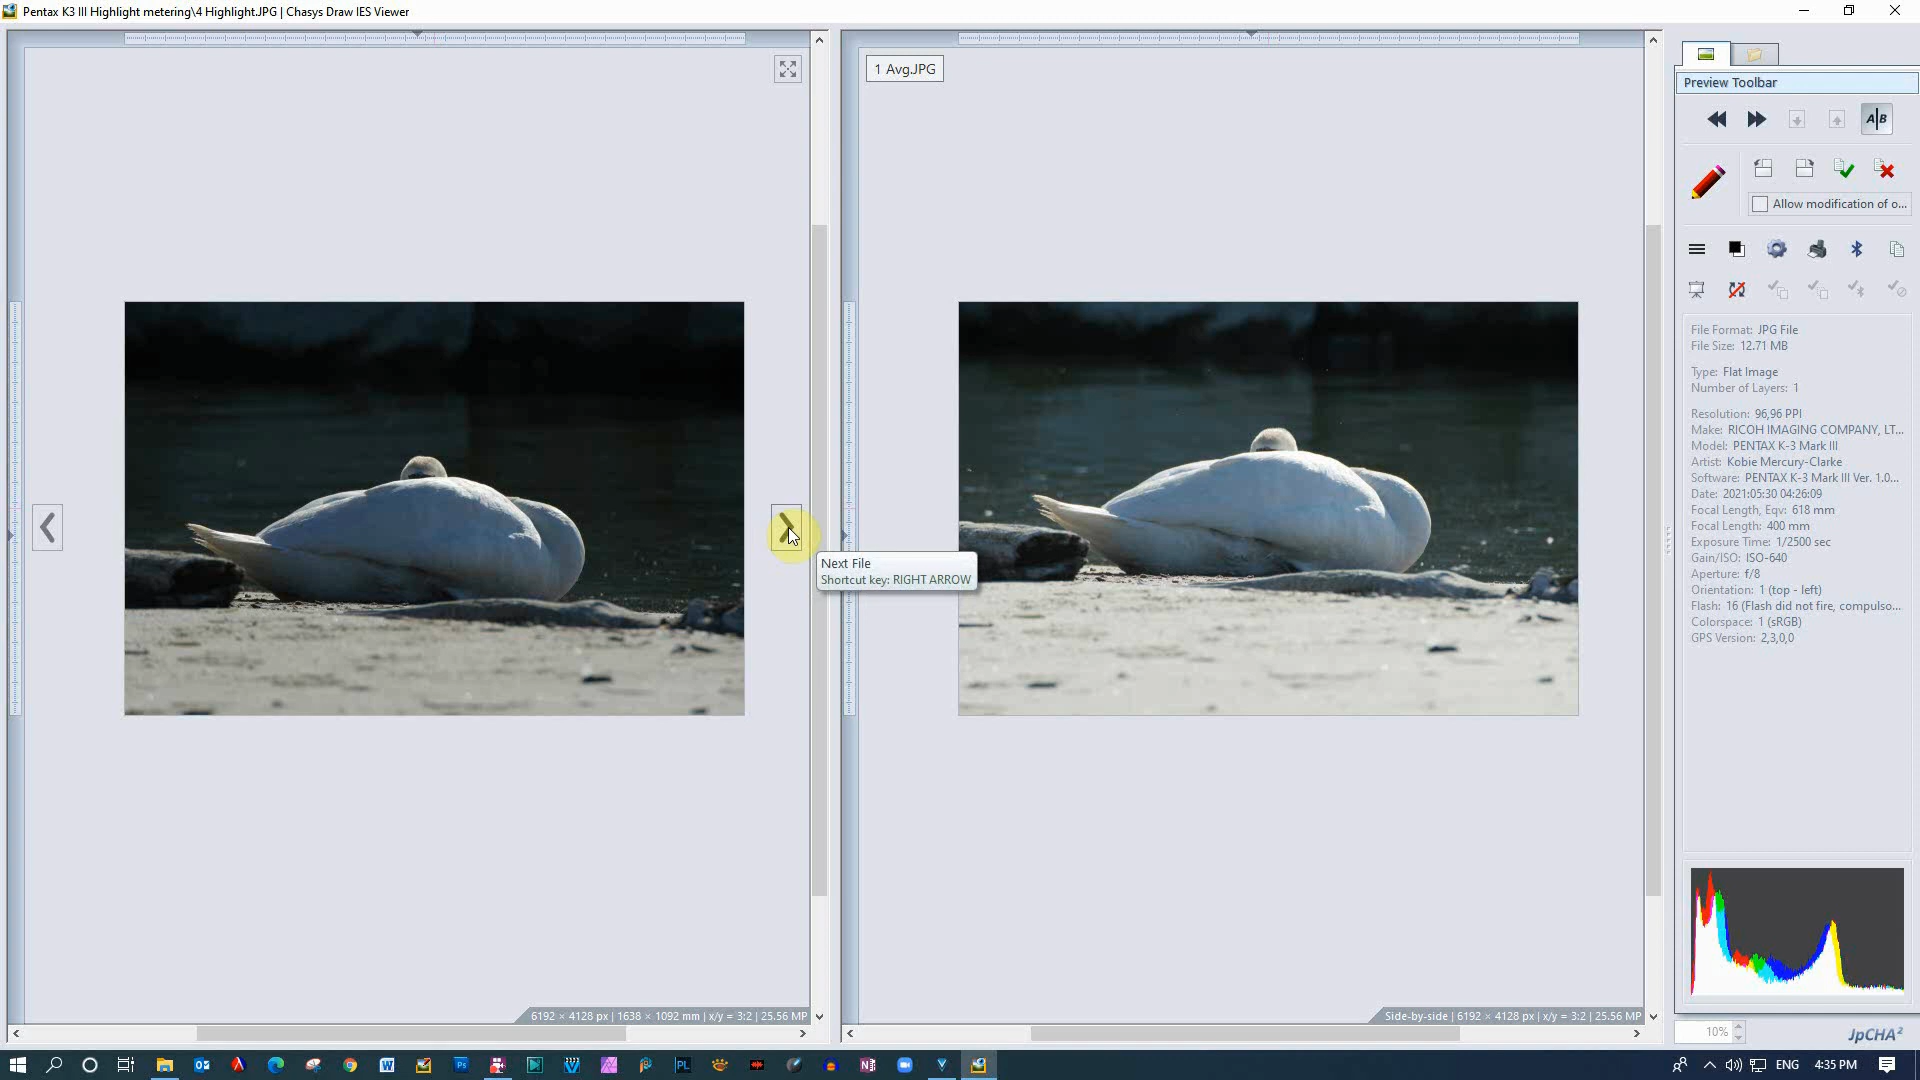 Pentax K3 III Highlight metering\4 Highlight.JPG | Chasys Draw IES Viewer
1 Avg.JPG
Preview Toolbar
A|B
Allow modification of o...
File Format: JPG File
File Size: 12.71 MB
Type: Flat Image
Number of Layers: 1
Resolution: 96,96 PPI
Make: RICOH IMAGING COMPANY, LT...
Model: PENTAX K-3 Mark III
Artist: Kobie Mercury-Clarke
Software: PENTAX K-3 Mark III Ver. 1.0...
Date: 2021:05:30 04:26:09
Focal Length, Eqv: 618 mm
Focal Length: 400 mm
Exposure Time: 1/2500 sec
Gain/ISO: ISO-640
Aperture: f/8
Orientation: 1 (top - left)
Flash: 16 (Flash did not fire, compulso...
Colorspace: 1 (sRGB)
GPS Version: 2,3,0,0
Next File
Shortcut key: RIGHT ARROW
6192 × 4128 px | 1638 × 1092 mm | x/y = 3:2 | 25.56 MP
Side-by-side | 6192 × 4128 px | x/y = 3:2 | 25.56 MP
10%
JpCHA²
Ps
PL
ENG
4:35 PM